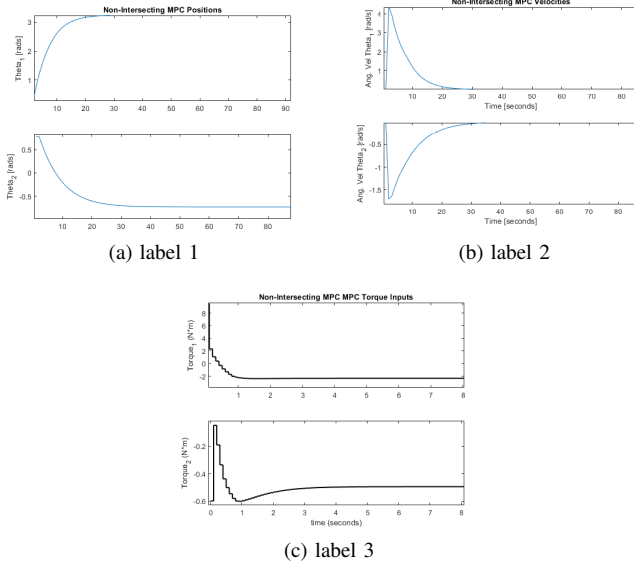 Non-Intersecting MPC Positions
Theta1 [rads]
3
2
1
10 20 30 40 50 60 70 80 90
Theta2 [rads]
0.5
0
-0.5
10 20 30 40 50 60 70 80
(a) label 1
Non-Intersecting MPC Velocities
Ang. Vel Theta1 [rad/s]
4
3
2
1
10 20 30 40 50 60 70 80
Time [seconds]
Ang. Vel Theta2 [rad/s]
-0.5
-1
-1.5
10 20 30 40 50 60 70 80
Time [seconds]
(b) label 2
Non-Intersecting MPC MPC Torque Inputs
Torque1 (N*m)
8
6
4
2
0
-2
1 2 3 4 5 6 7 8
Torque2 (N*m)
-0.2
-0.4
-0.6
0 1 2 3 4 5 6 7 8
time (seconds)
(c) label 3